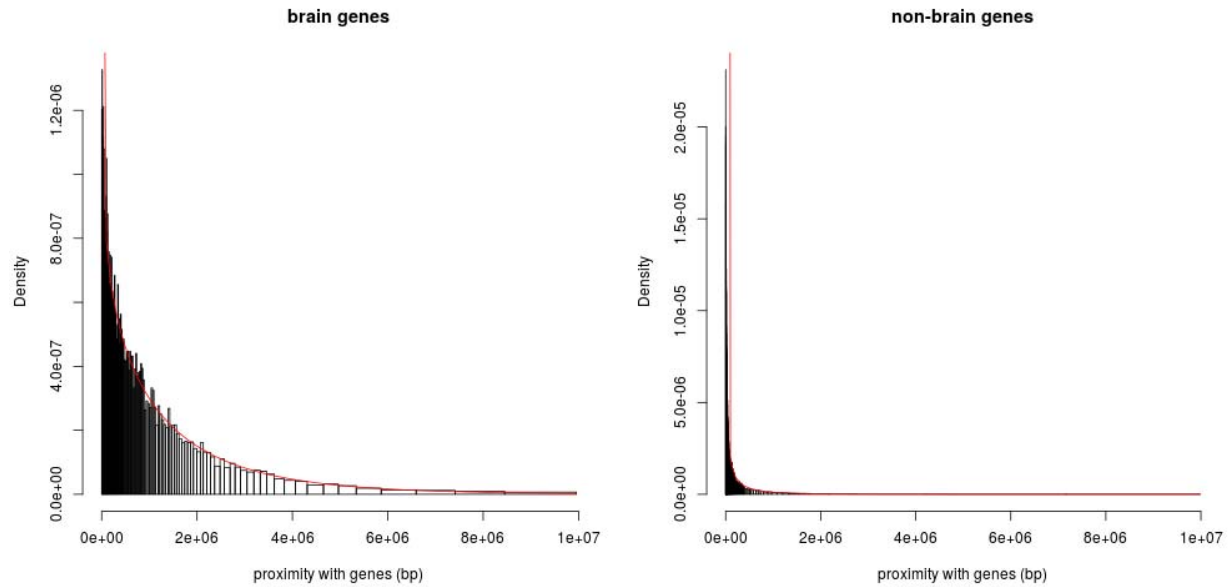 brain genes
Density
0.0e+00
4.0e-07
8.0e-07
1.2e-06
0e+00 2e+06 4e+06 6e+06 8e+06 1e+07
proximity with genes (bp)
non-brain genes
Density
0.0e+00
5.0e-06
1.0e-05
1.5e-05
2.0e-05
0e+00 2e+06 4e+06 6e+06 8e+06 1e+07
proximity with genes (bp)